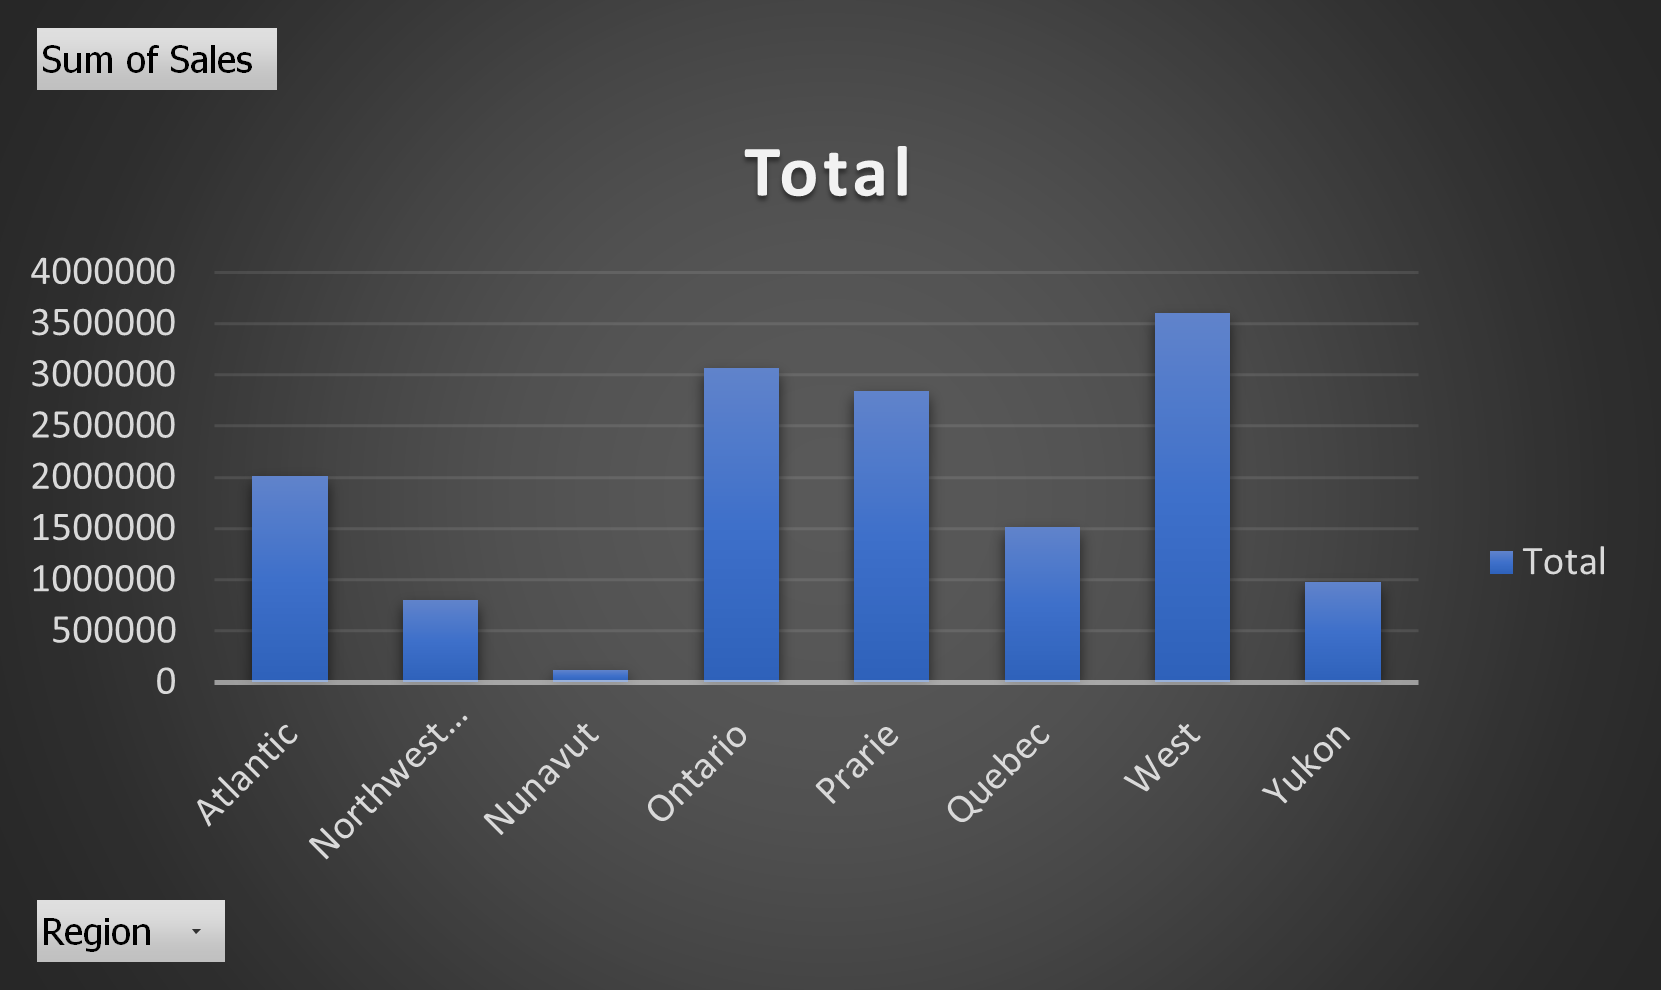 Sum of Sales
Total
4000000
3500000
3000000
2500000
2000000
1500000
1000000
500000
0
Atlantic
Northwest...
Nunavut
Ontario
Prarie
Quebec
West
Yukon
Total
Region